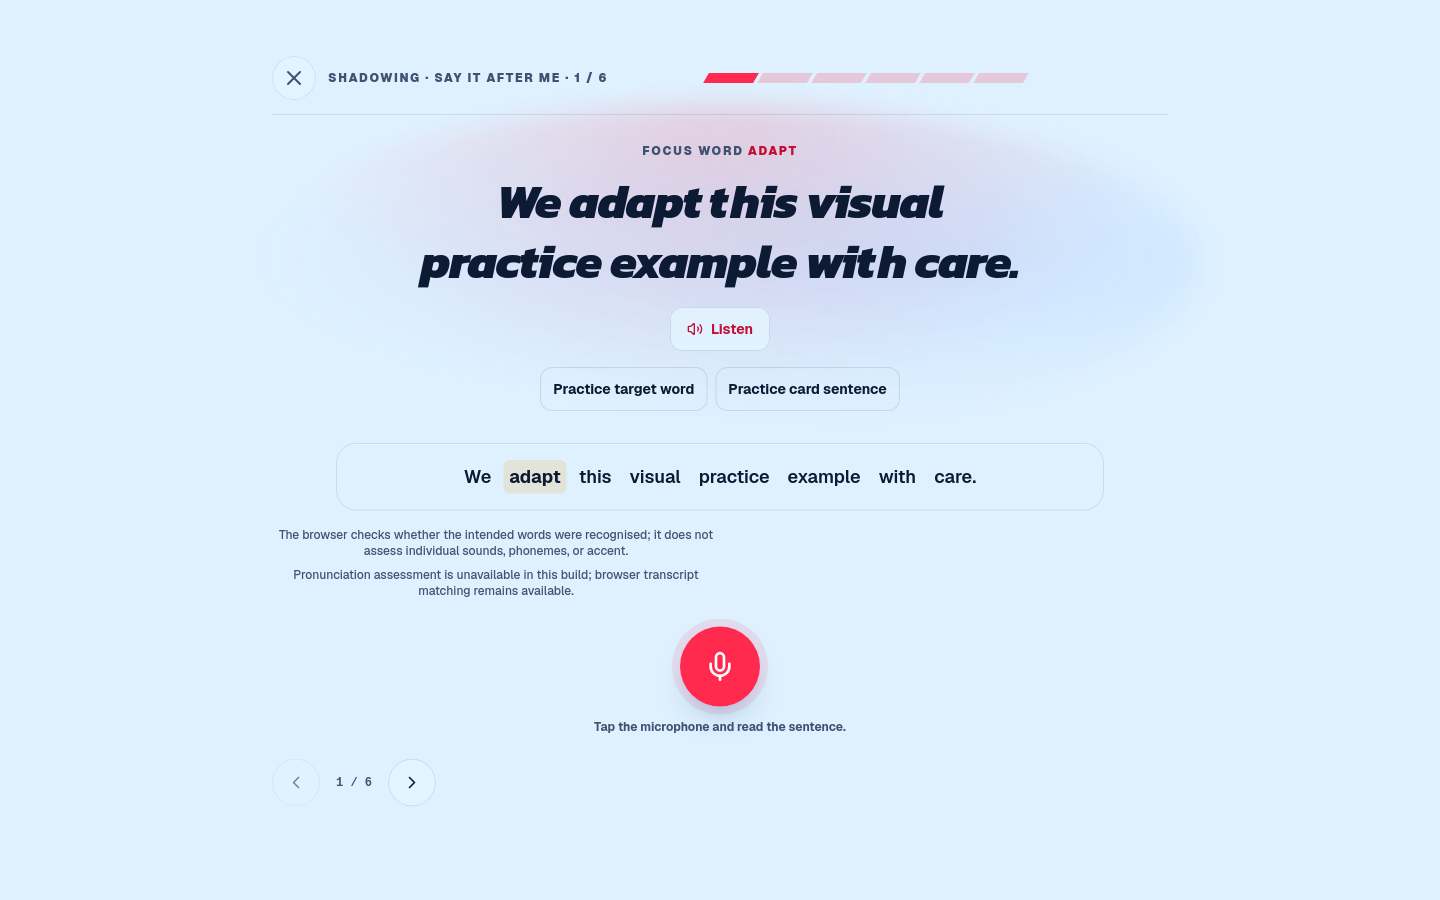 SHADOWING · SAY IT AFTER ME · 1 / 6
FOCUS WORD ADAPT
We adapt this visual
practice example with care.
Listen
Practice target word
Practice card sentence
We adapt this visual practice example with care.
The browser checks whether the intended words were recognised; it does not
assess individual sounds, phonemes, or accent.
Pronunciation assessment is unavailable in this build; browser transcript
matching remains available.
Tap the microphone and read the sentence.
1 / 6